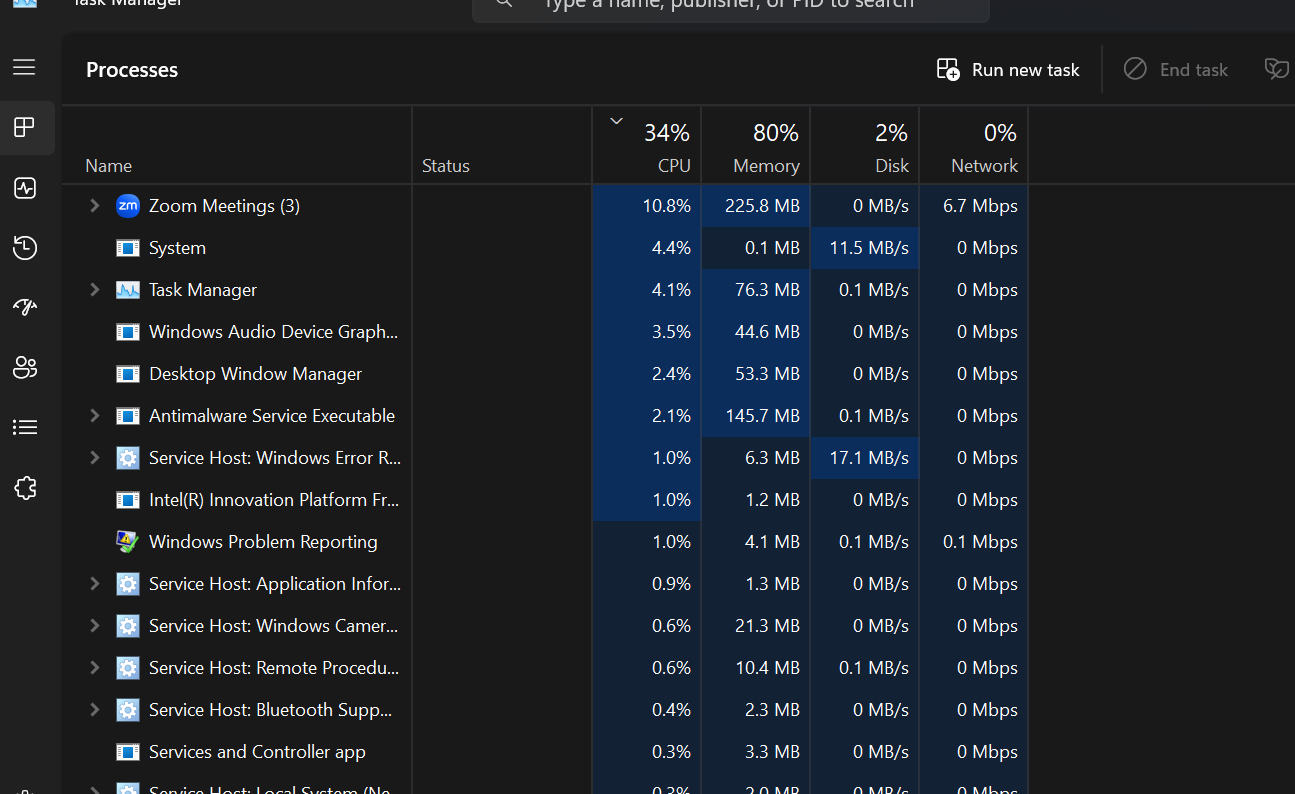 Task Manager
Type a name, publisher, or PID to search
Processes
Run new task
End task
34% 80% 2% 0%
Name Status CPU Memory Disk Network
zm Zoom Meetings (3) 10.8% 225.8 MB 0 MB/s 6.7 Mbps
System 4.4% 0.1 MB 11.5 MB/s 0 Mbps
Task Manager 4.1% 76.3 MB 0.1 MB/s 0 Mbps
Windows Audio Device Graph... 3.5% 44.6 MB 0 MB/s 0 Mbps
Desktop Window Manager 2.4% 53.3 MB 0 MB/s 0 Mbps
Antimalware Service Executable 2.1% 145.7 MB 0.1 MB/s 0 Mbps
Service Host: Windows Error R... 1.0% 6.3 MB 17.1 MB/s 0 Mbps
Intel(R) Innovation Platform Fr... 1.0% 1.2 MB 0 MB/s 0 Mbps
Windows Problem Reporting 1.0% 4.1 MB 0.1 MB/s 0.1 Mbps
Service Host: Application Infor... 0.9% 1.3 MB 0 MB/s 0 Mbps
Service Host: Windows Camer... 0.6% 21.3 MB 0 MB/s 0 Mbps
Service Host: Remote Procedu... 0.6% 10.4 MB 0.1 MB/s 0 Mbps
Service Host: Bluetooth Supp... 0.4% 2.3 MB 0 MB/s 0 Mbps
Services and Controller app 0.3% 3.3 MB 0 MB/s 0 Mbps
Service Host: Local System (Ne... 0.3% 2.0 MB 0 MB/s 0 Mbps